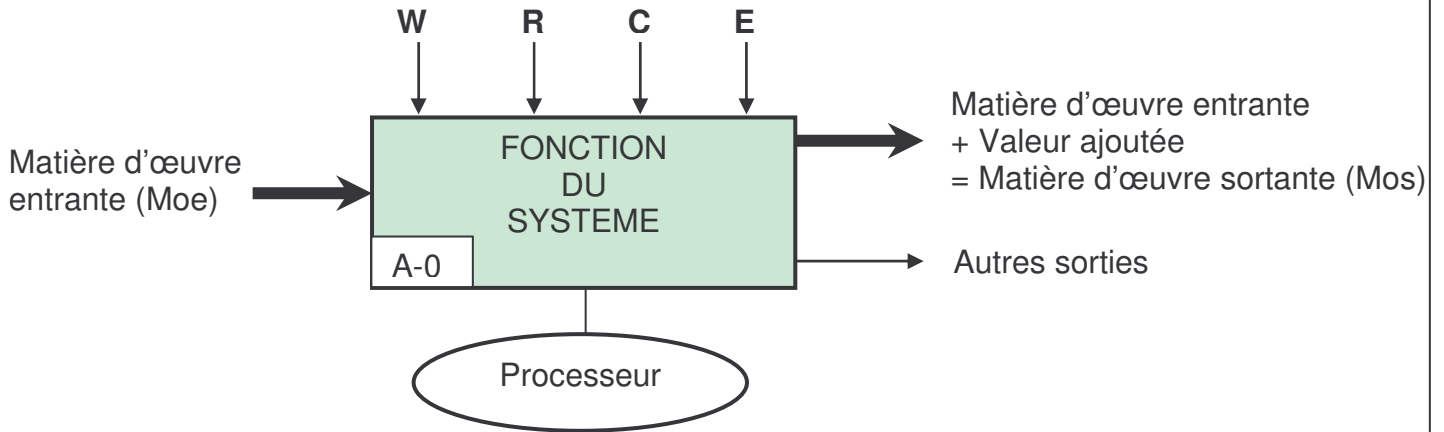 W R C E
Matière d'œuvre
entrante (Moe)
FONCTION
DU
SYSTEME
A-0
Matière d'œuvre entrante
+ Valeur ajoutée
= Matière d'œuvre sortante (Mos)
Autres sorties
Processeur